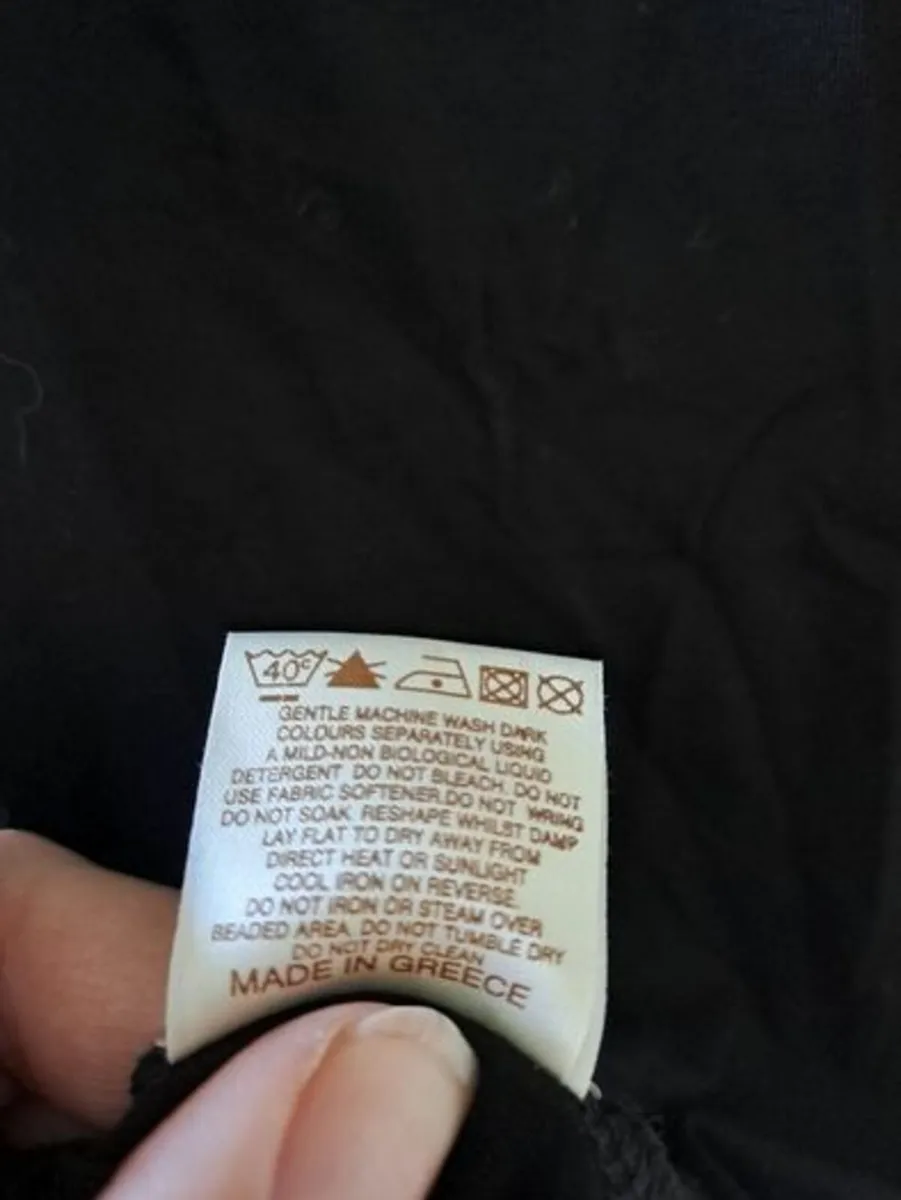 40c
GENTLE MACHINE WASH DARK
COLOURS SEPARATELY USING
A MILD-NON BIOLOGICAL LIQUID
DETERGENT. DO NOT BLEACH. DO NOT
USE FABRIC SOFTENER.DO NOT WRING
DO NOT SOAK. RESHAPE WHILST DAMP
LAY FLAT TO DRY AWAY FROM
DIRECT HEAT OR SUNLIGHT
COOL IRON ON REVERSE.
DO NOT IRON OR STEAM OVER
BEADED AREA. DO NOT TUMBLE DRY
DO NOT DRY CLEAN
MADE IN GREECE